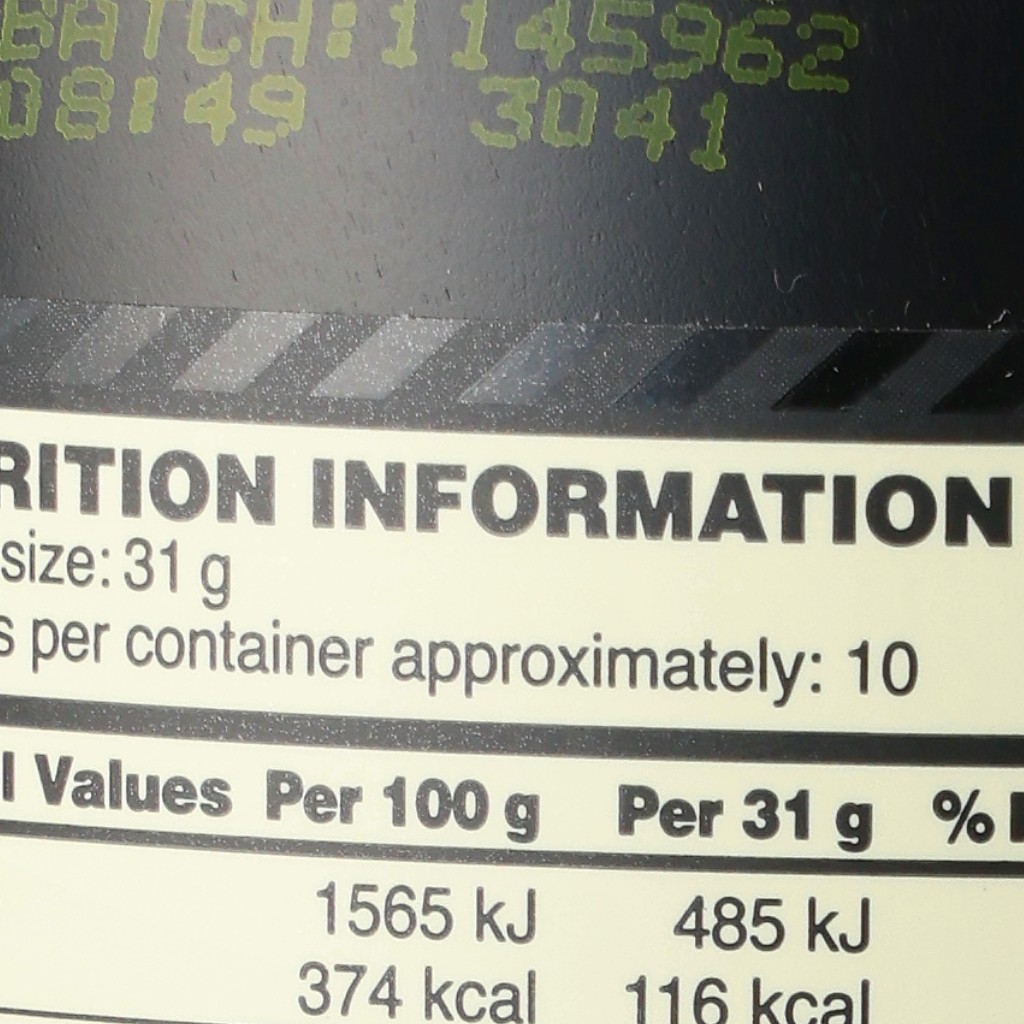 BATCH:1145962
08:49 3041
RITION INFORMATION
size: 31 g
s per container approximately: 10
l Values Per 100 g Per 31 g %
1565 kJ 485 kJ
374 kcal 116 kcal